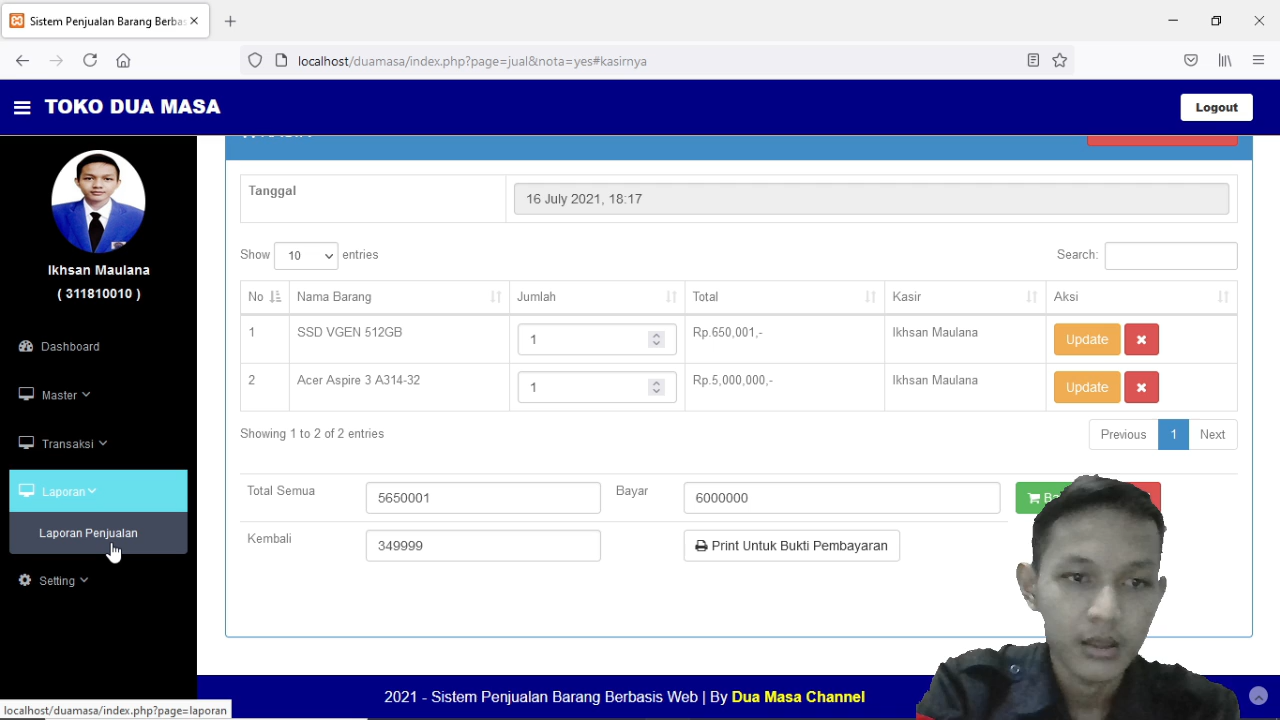 Sistem Penjualan Barang Berbas
localhost/duamasa/index.php?page=jual&nota=yes#kasirnya
TOKO DUA MASA
Logout
Ikhsan Maulana
( 311810010 )
Dashboard
Master
Transaksi
Laporan
Laporan Penjualan
Setting
Tanggal
16 July 2021, 18:17
Show 10 entries
Search:
No Nama Barang Jumlah Total Kasir Aksi
1 SSD VGEN 512GB 1 Rp.650,001,- Ikhsan Maulana Update
2 Acer Aspire 3 A314-32 1 Rp.5,000,000,- Ikhsan Maulana Update
Showing 1 to 2 of 2 entries
Previous 1 Next
Total Semua 5650001 Bayar 6000000
Kembali 349999 Print Untuk Bukti Pembayaran
2021 - Sistem Penjualan Barang Berbasis Web | By Dua Masa Channel
localhost/duamasa/index.php?page=laporan